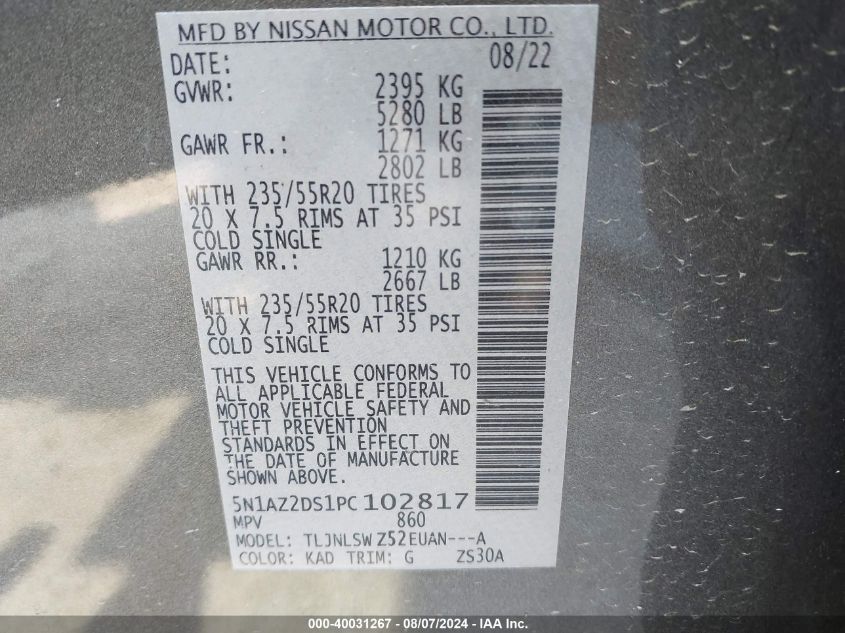 MFD BY NISSAN MOTOR CO., LTD.
DATE: 08/22
GVWR: 2395 KG
5280 LB
GAWR FR.: 1271 KG
2802 LB
WITH 235/55R20 TIRES
20 X 7.5 RIMS AT 35 PSI
COLD SINGLE
GAWR RR.: 1210 KG
2667 LB
WITH 235/55R20 TIRES
20 X 7.5 RIMS AT 35 PSI
COLD SINGLE
THIS VEHICLE CONFORMS TO
ALL APPLICABLE FEDERAL
MOTOR VEHICLE SAFETY AND
THEFT PREVENTION
STANDARDS IN EFFECT ON
THE DATE OF MANUFACTURE
SHOWN ABOVE.
5N1AZ2DS1PC102817
MPV 860
MODEL: TLJNLSW Z52EUAN---A
COLOR: KAD TRIM: G ZS30A
000-40031267 - 08/07/2024 - IAA Inc.